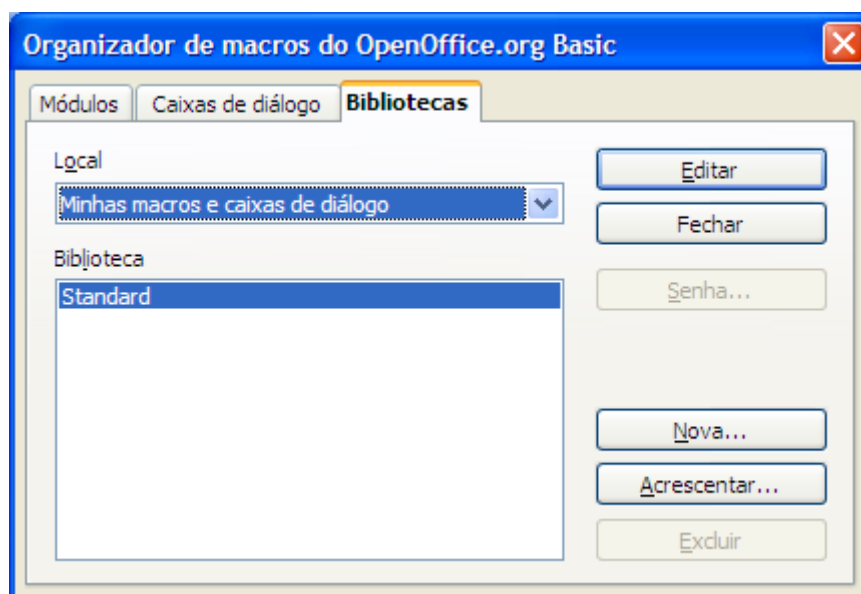 Organizador de macros do OpenOffice.org Basic
Módulos Caixas de diálogo Bibliotecas
Local
Minhas macros e caixas de diálogo
Biblioteca
Standard
Editar
Fechar
Senha...
Nova...
Acrescentar...
Excluir